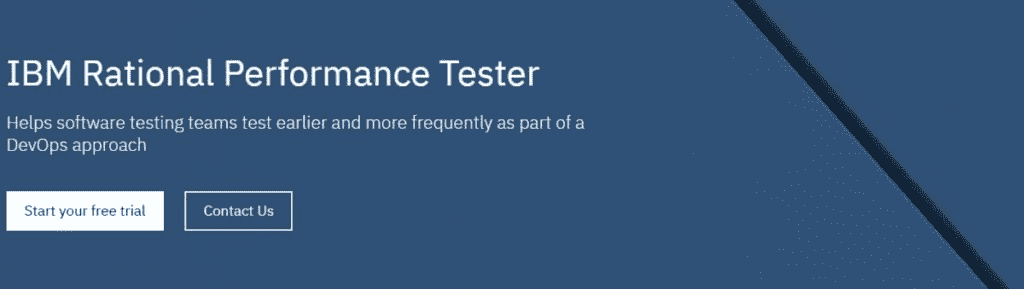 IBM Rational Performance Tester
Helps software testing teams test earlier and more frequently as part of a
DevOps approach
Start your free trial
Contact Us